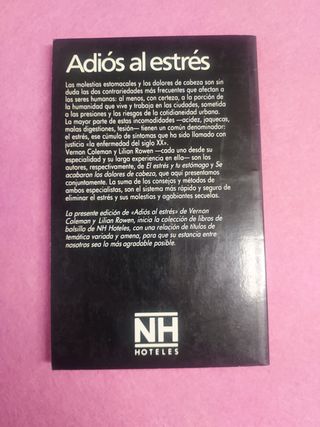 Adiós al estrés
Las molestias estomacales y los dolores de cabeza son sin
duda las dos contrariedades más frecuentes que afectan a
los seres humanos: al menos, con certeza, a la porción de
la humanidad que vive y trabaja en las ciudades, sometida
a las presiones y los riesgos de la cotidianeidad urbana.
La mayor parte de estas incomodidades —acidez, jaquecas,
malas digestiones, tesión— tienen un común denominador:
el estrés, ese cúmulo de síntomas que ha sido llamado con
justicia «la enfermedad del siglo XX».
Vernon Coleman y Lilian Rowen —cada uno desde su
especialidad y su larga experiencia en ella— son los
autores, respectivamente, de El estrés y tu estómago y Se
acabaron los dolores de cabeza, que aquí presentamos
conjuntamente. La suma de los consejos y métodos de
ambos especialistas, son el sistema más rápido y seguro de
eliminar el estrés y sus molestias y agobiantes secuelas.
La presente edición de «Adiós al estrés» de Vernon
Coleman y Lilian Rowen, inicia la colección de libros de
bolsillo de NH Hoteles, con una relación de títulos de
temática variada y amena, para que su estancia entre
nosotros sea lo más agradable posible.
NH
HOTELES